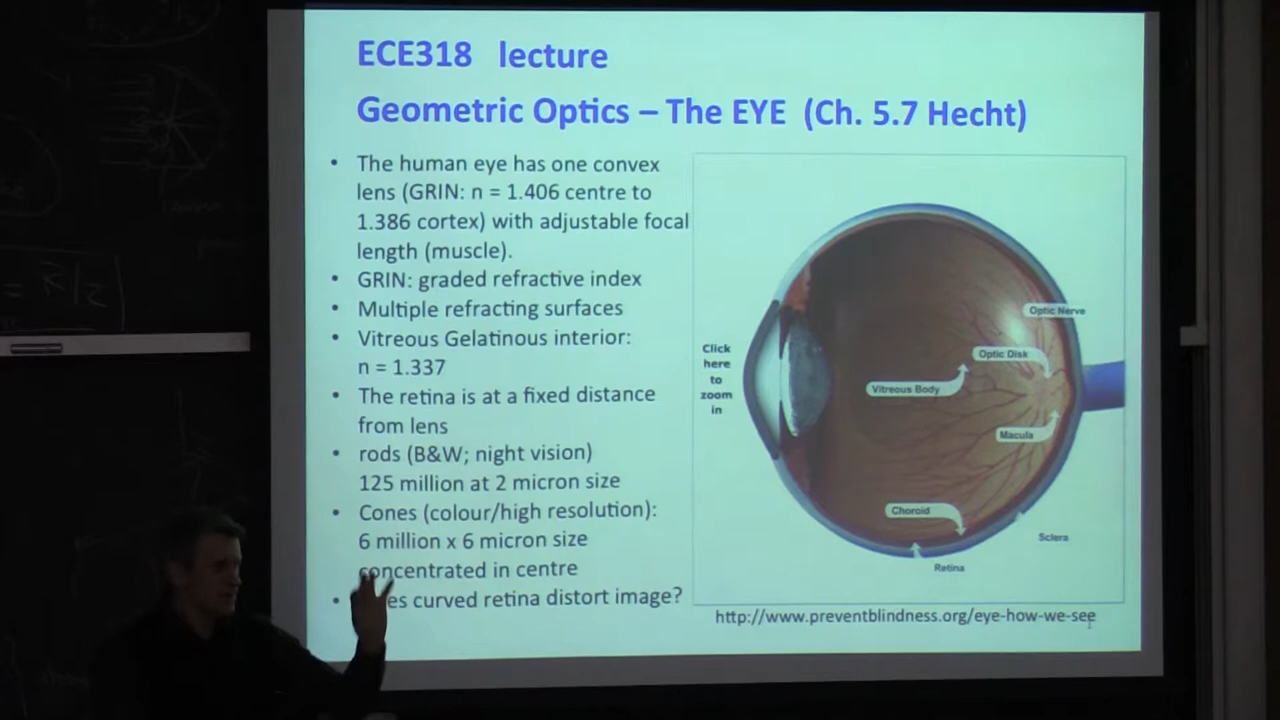 ECE318 lecture
Geometric Optics – The EYE (Ch. 5.7 Hecht)
• The human eye has one convex
lens (GRIN: n = 1.406 centre to
1.386 cortex) with adjustable focal
length (muscle).
• GRIN: graded refractive index
• Multiple refracting surfaces
• Vitreous Gelatinous interior:
n = 1.337
• The retina is at a fixed distance
from lens
• rods (B&W; night vision)
125 million at 2 micron size
• Cones (colour/high resolution):
6 million x 6 micron size
concentrated in centre
• curved retina distort image?
Click
here
to
zoom
in
Optic Nerve
Optic Disk
Vitreous Body
Macula
Choroid
Sclera
Retina
http://www.preventblindness.org/eye-how-we-see